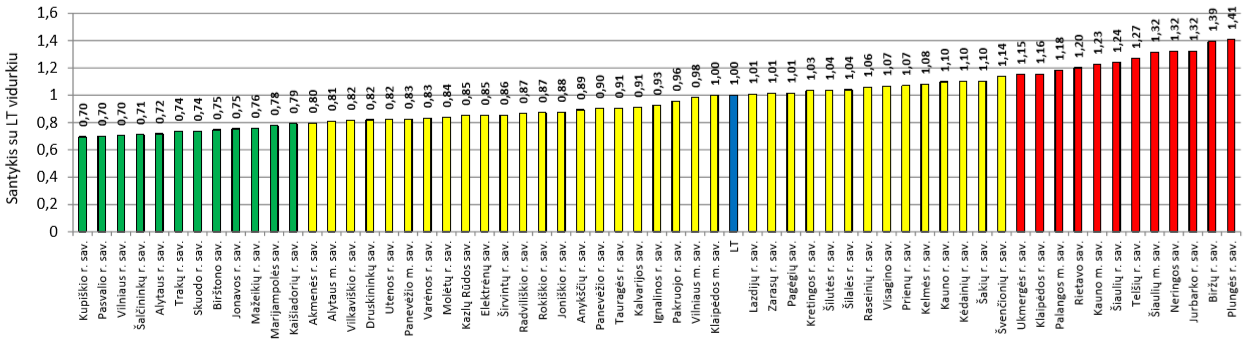 Santykis su LT vidurkiu
1,6
1,4
1,2
1
0,8
0,6
0,4
0,2
0
0,70
0,70
0,70
0,71
0,72
0,74
0,74
0,75
0,75
0,76
0,78
0,79
0,80
0,81
0,82
0,82
0,82
0,83
0,83
0,84
0,85
0,85
0,86
0,87
0,87
0,88
0,89
0,90
0,91
0,91
0,93
0,96
0,98
1,00
1,00
1,01
1,01
1,01
1,03
1,04
1,04
1,06
1,07
1,07
1,08
1,10
1,10
1,10
1,14
1,15
1,16
1,18
1,20
1,23
1,24
1,27
1,32
1,32
1,32
1,39
1,41
Kupiškio r. sav.
Pasvalio r. sav.
Vilniaus r. sav.
Šalčininkų r. sav.
Alytaus r. sav.
Trakų r. sav.
Skuodo r. sav.
Birštono sav.
Jonavos r. sav.
Mažeikių r. sav.
Marijampolės sav.
Kaišiadorių r. sav.
Akmenės r. sav.
Alytaus m. sav.
Vilkaviškio r. sav.
Druskininkų sav.
Utenos r. sav.
Panevėžio m. sav.
Varėnos r. sav.
Molėtų r. sav.
Kazlų Rūdos sav.
Elektrėnų sav.
Širvintų r. sav.
Radviliškio r. sav.
Rokiškio r. sav.
Joniškio r. sav.
Anykščių r. sav.
Panevėžio r. sav.
Tauragės r. sav.
Kalvarijos sav.
Ignalinos r. sav.
Pakruojo r. sav.
Vilniaus m. sav.
Klaipėdos m. sav.
LT
Lazdijų r. sav.
Zarasų r. sav.
Pagėgių sav.
Kretingos r. sav.
Šilutės r. sav.
Šilalės r. sav.
Raseinių r. sav.
Visagino sav.
Prienų r. sav.
Kelmės r. sav.
Kauno r. sav.
Kėdainių r. sav.
Šakių r. sav.
Švenčionių r. sav.
Ukmergės r. sav.
Klaipėdos r. sav.
Palangos m. sav.
Rietavo sav.
Kauno m. sav.
Šiaulių r. sav.
Telšių r. sav.
Šiaulių m. sav.
Neringos sav.
Jurbarko r. sav.
Biržų r. sav.
Plungės r. sav.